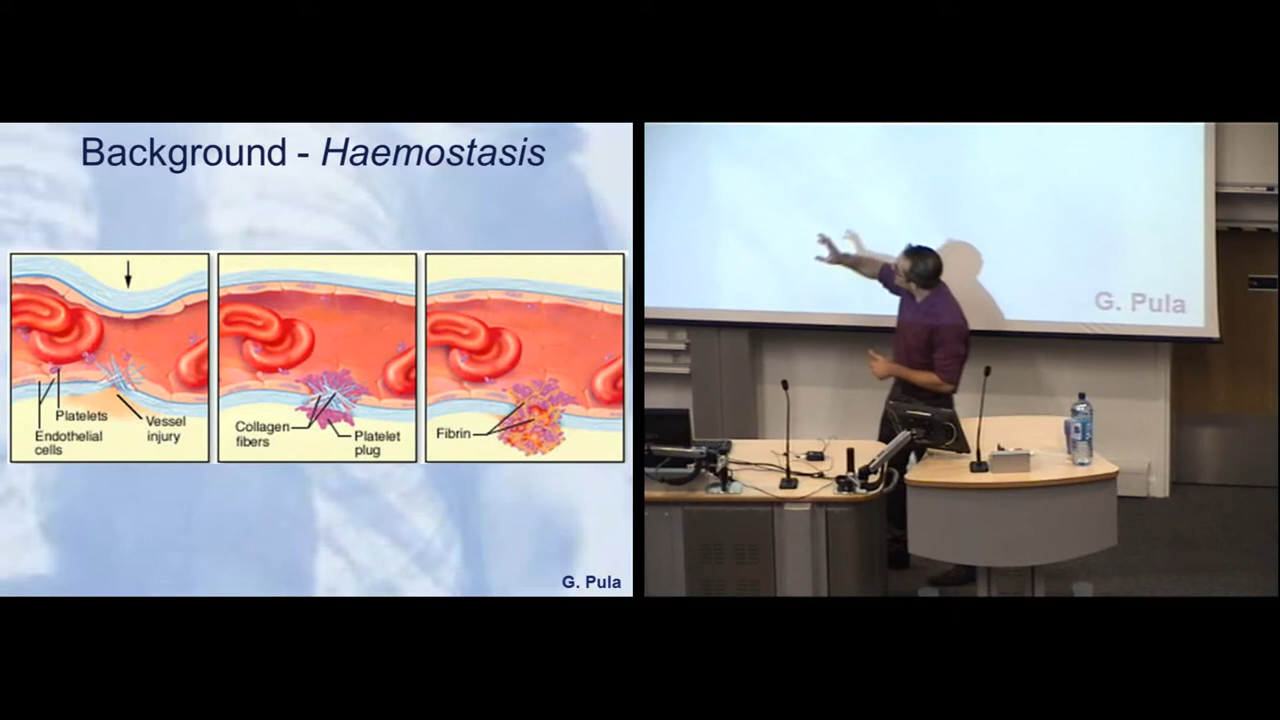 Background - Haemostasis
Platelets
Endothelial
cells
Vessel
injury
Collagen
fibers
Platelet
plug
Fibrin
G. Pula
G. Pula